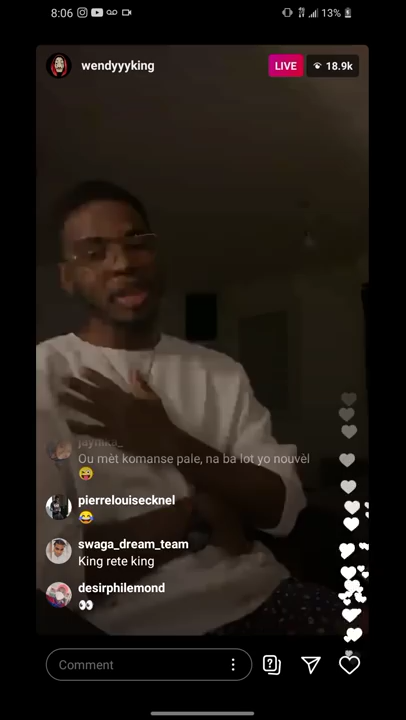 8:06
13%
wendyyyking
LIVE
18.9k
Ou mèt komanse pale, na ba lot yo nouvèl
😜
pierrelouisecknel
😂
swaga_dream_team
King rete king
desirphilemond
👀
Comment